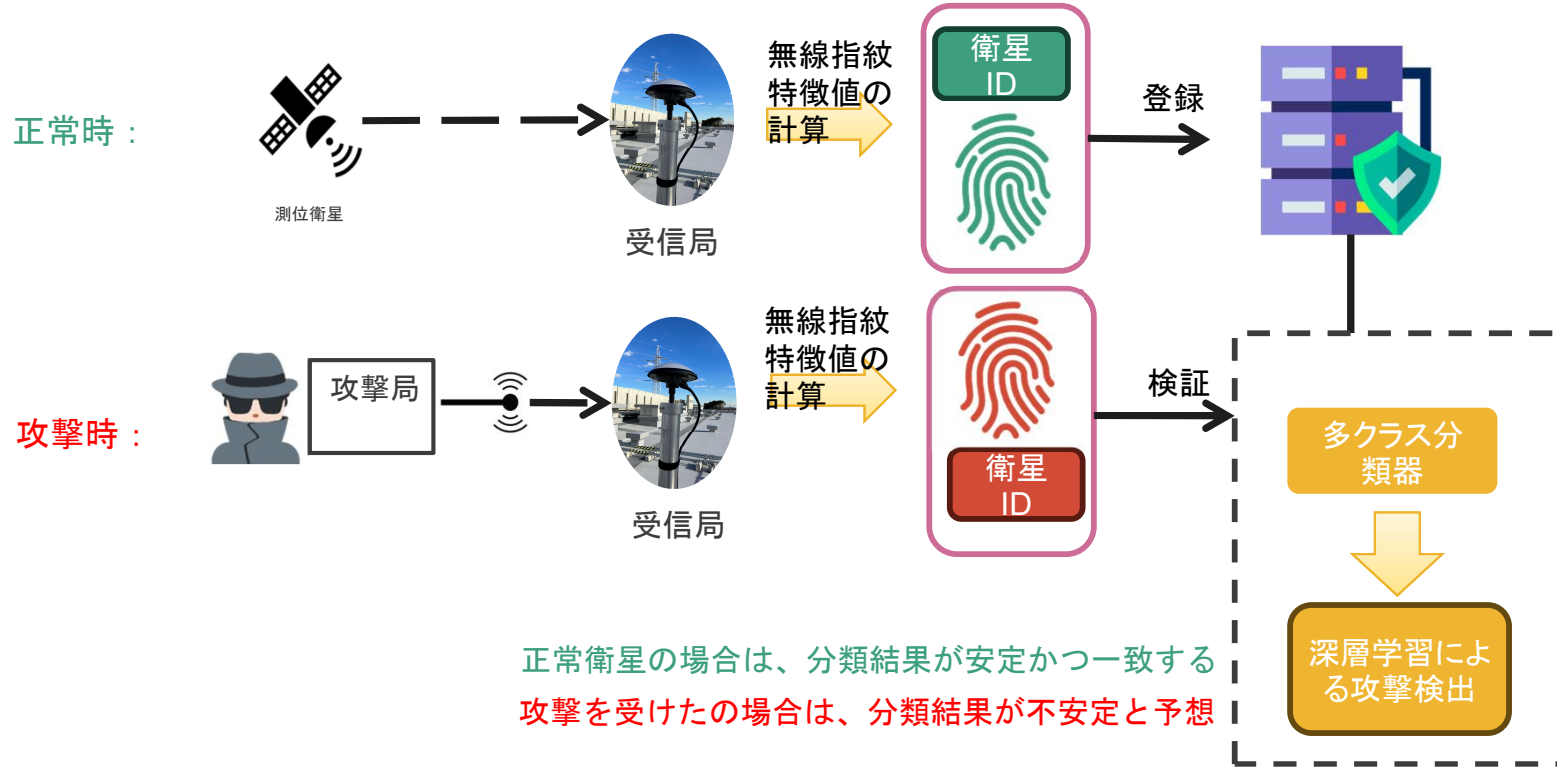 正常時：
測位衛星
受信局
無線指紋
特徴値の
計算
衛星
ID
登録
攻撃時：
攻撃局
受信局
無線指紋
特徴値の
計算
衛星
ID
検証
多クラス分
類器
深層学習によ
る攻撃検出
正常衛星の場合は、分類結果が安定かつ一致する
攻撃を受けたの場合は、分類結果が不安定と予想